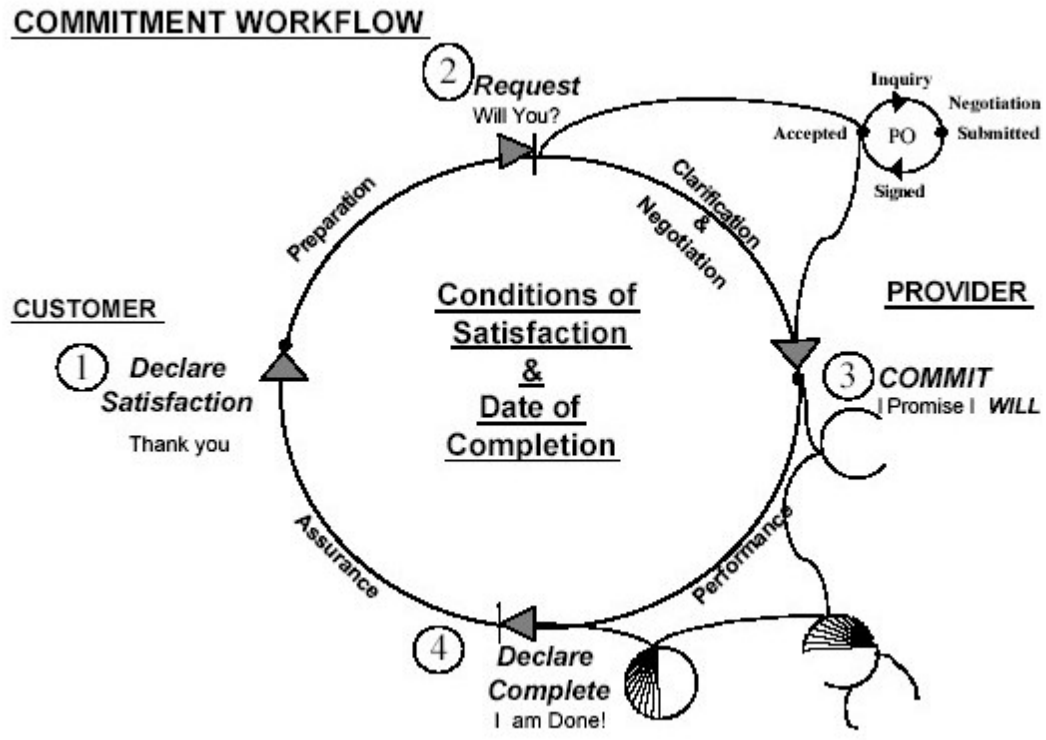 COMMITMENT WORKFLOW
2
Request
Will You?
Inquiry
Negotiation
Accepted
PO
Submitted
Signed
Preparation
Clarification
&
Negotiation
CUSTOMER
PROVIDER
Conditions of
Satisfaction
&
Date of
Completion
1
Declare
Satisfaction
Thank you
3
COMMIT
I Promise I WILL
Assurance
Performance
4
Declare
Complete
I am Done!